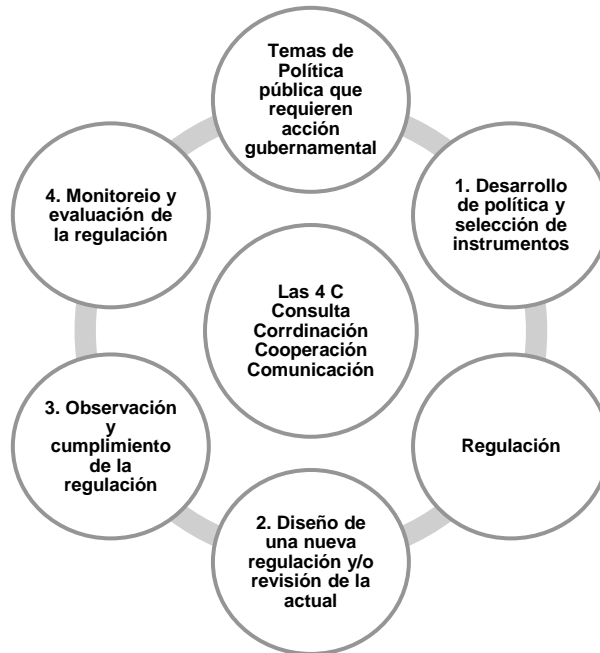 Temas de
Política
pública que
requieren
acción
gubernamental
1. Desarrollo
de política y
selección de
instrumentos
Regulación
2. Diseño de
una nueva
regulación y/o
revisión de la
actual
3. Observación
y
cumplimiento
de la
regulación
4. Monitoreio y
evaluación de
la regulación
Las 4 C
Consulta
Corrdinación
Cooperación
Comunicación